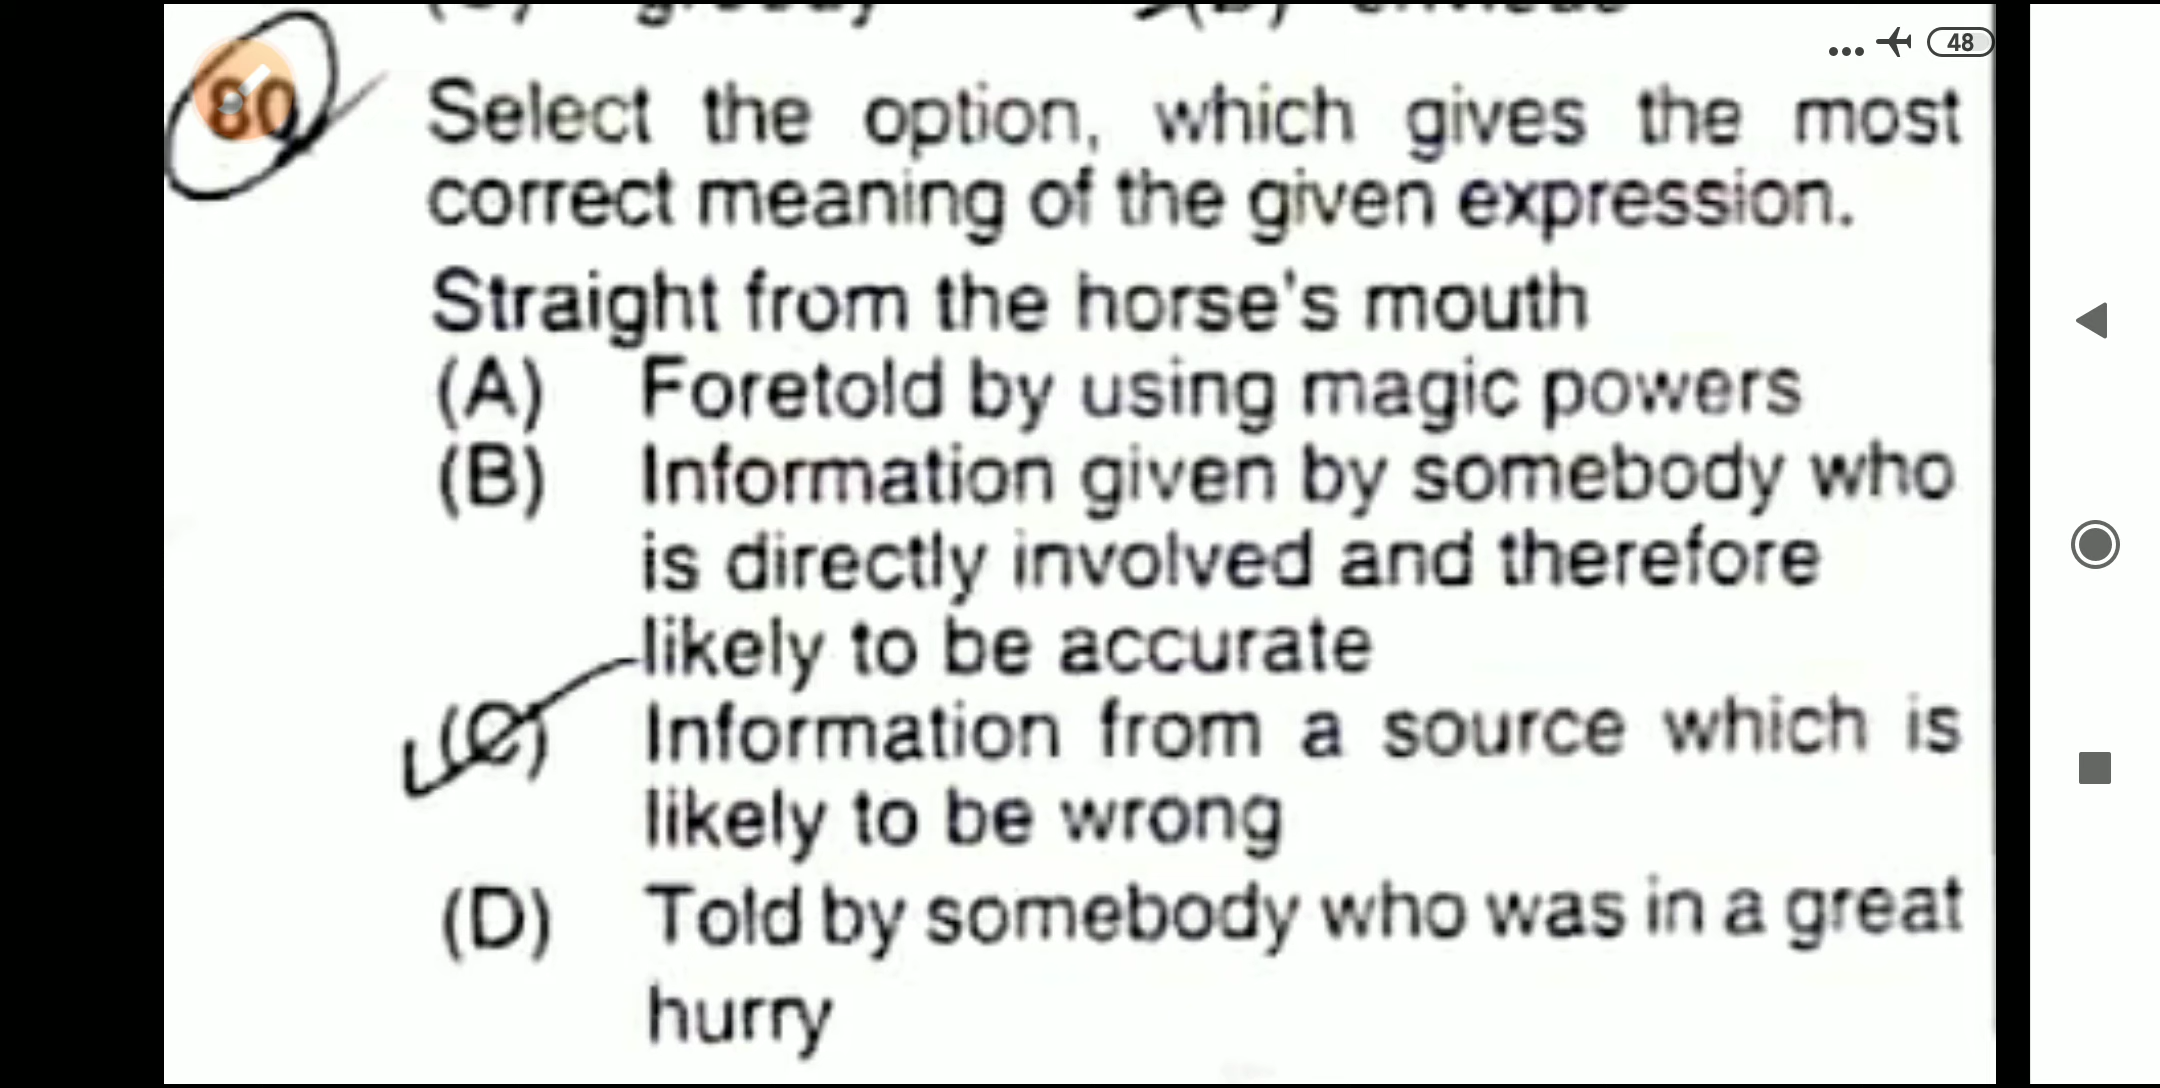 48
80
Select the option, which gives the most
correct meaning of the given expression.
Straight from the horse's mouth
(A) Foretold by using magic powers
(B) Information given by somebody who
is directly involved and therefore
likely to be accurate
(C) Information from a source which is
likely to be wrong
(D) Told by somebody who was in a great
hurry